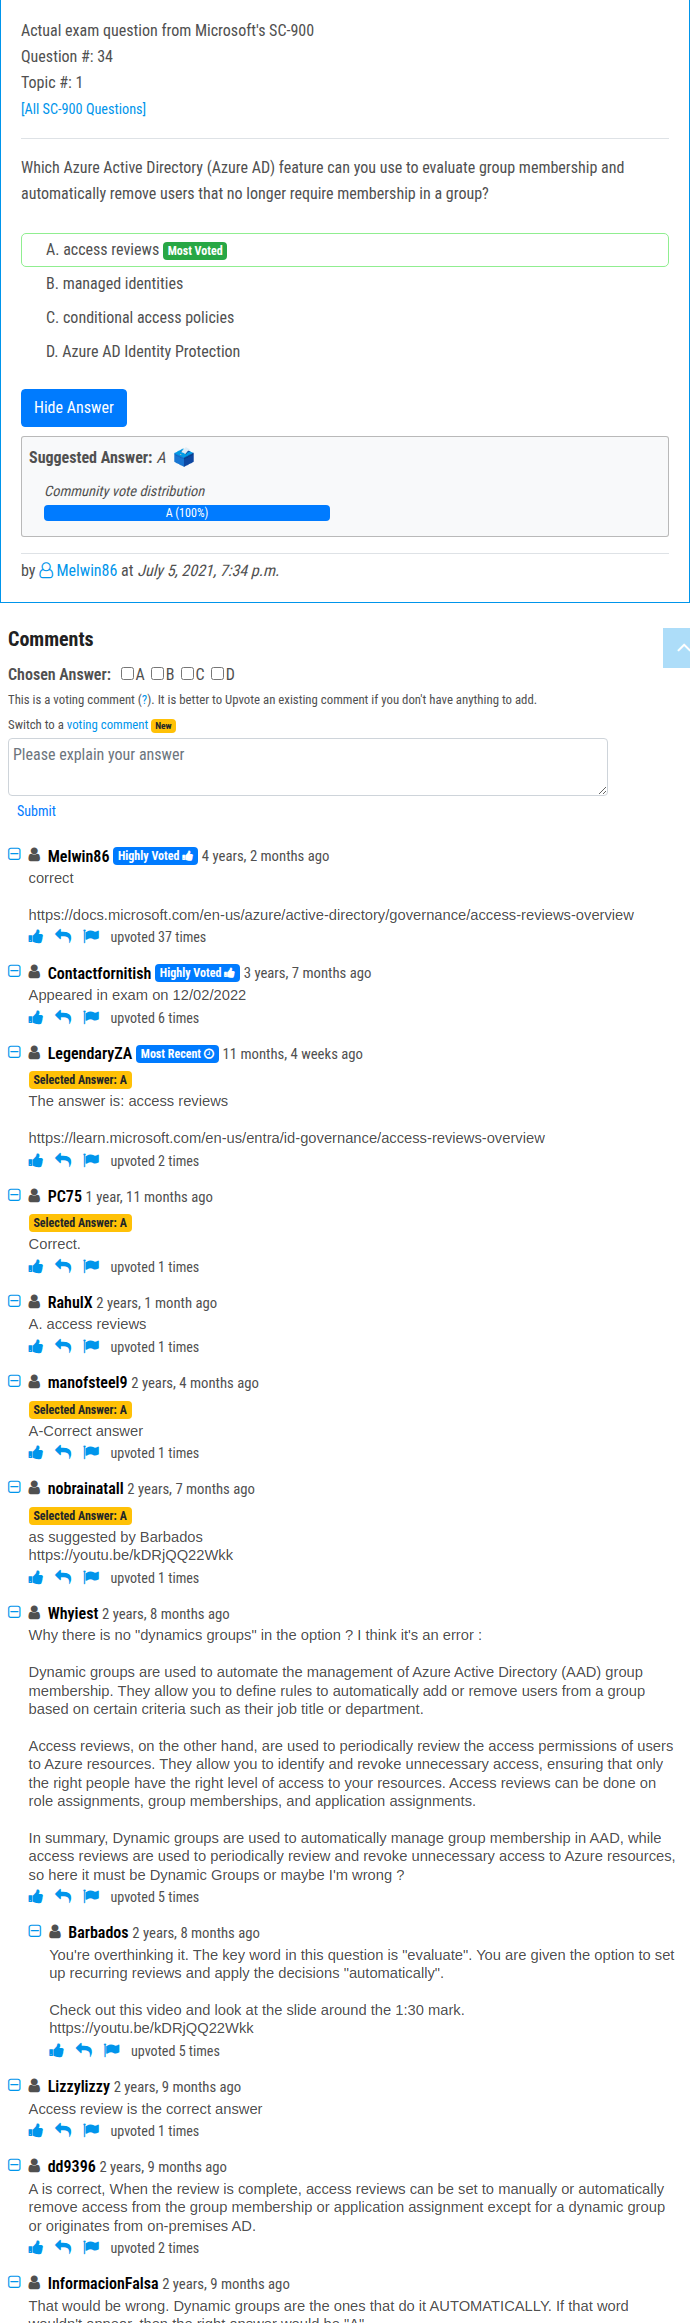 Actual exam question from Microsoft's SC-900
Question #: 34
Topic #: 1
[All SC-900 Questions]
Which Azure Active Directory (Azure AD) feature can you use to evaluate group membership and
automatically remove users that no longer require membership in a group?
A. access reviews Most Voted
B. managed identities
C. conditional access policies
D. Azure AD Identity Protection
Hide Answer
Suggested Answer: A
Community vote distribution
A (100%)
by Melwin86 at July 5, 2021, 7:34 p.m.
Comments
Chosen Answer: A B C D
This is a voting comment (?). It is better to Upvote an existing comment if you don't have anything to add.
Switch to a voting comment New
Please explain your answer
Submit
Melwin86 Highly Voted 4 years, 2 months ago
correct
https://docs.microsoft.com/en-us/azure/active-directory/governance/access-reviews-overview
upvoted 37 times
Contactfornitish Highly Voted 3 years, 7 months ago
Appeared in exam on 12/02/2022
upvoted 6 times
LegendaryZA Most Recent 11 months, 4 weeks ago
Selected Answer: A
The answer is: access reviews
https://learn.microsoft.com/en-us/entra/id-governance/access-reviews-overview
upvoted 2 times
PC75 1 year, 11 months ago
Selected Answer: A
Correct.
upvoted 1 times
RahulX 2 years, 1 month ago
A. access reviews
upvoted 1 times
manofsteel9 2 years, 4 months ago
Selected Answer: A
A-Correct answer
upvoted 1 times
nobrainatall 2 years, 7 months ago
Selected Answer: A
as suggested by Barbados
https://youtu.be/kDRjQQ22Wkk
upvoted 1 times
Whyiest 2 years, 8 months ago
Why there is no "dynamics groups" in the option ? I think it's an error :
Dynamic groups are used to automate the management of Azure Active Directory (AAD) group
membership. They allow you to define rules to automatically add or remove users from a group
based on certain criteria such as their job title or department.
Access reviews, on the other hand, are used to periodically review the access permissions of users
to Azure resources. They allow you to identify and revoke unnecessary access, ensuring that only
the right people have the right level of access to your resources. Access reviews can be done on
role assignments, group memberships, and application assignments.
In summary, Dynamic groups are used to automatically manage group membership in AAD, while
access reviews are used to periodically review and revoke unnecessary access to Azure resources,
so here it must be Dynamic Groups or maybe I'm wrong ?
upvoted 5 times
Barbados 2 years, 8 months ago
You're overthinking it. The key word in this question is "evaluate". You are given the option to set
up recurring reviews and apply the decisions "automatically".
Check out this video and look at the slide around the 1:30 mark.
https://youtu.be/kDRjQQ22Wkk
upvoted 5 times
Lizzylizzy 2 years, 9 months ago
Access review is the correct answer
upvoted 1 times
dd9396 2 years, 9 months ago
A is correct, When the review is complete, access reviews can be set to manually or automatically
remove access from the group membership or application assignment except for a dynamic group
or originates from on-premises AD.
upvoted 2 times
InformacionFalsa 2 years, 9 months ago
That would be wrong. Dynamic groups are the ones that do it AUTOMATICALLY. If that word
wouldn't appear, then the right answer would be "A"